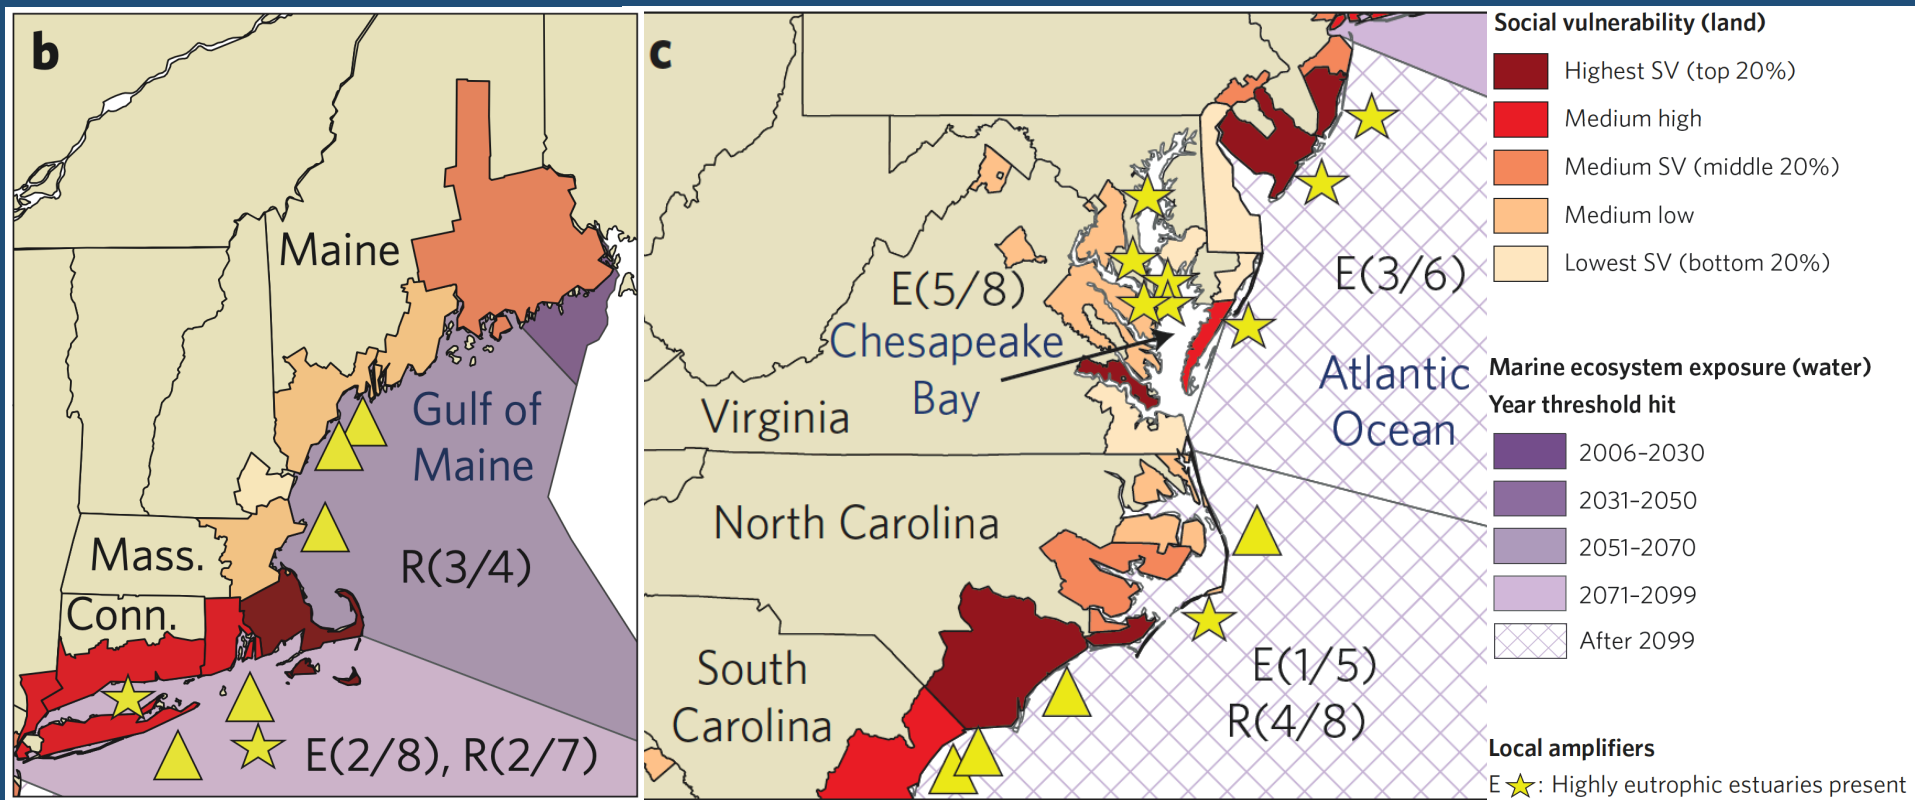 b
Maine
Gulf of
Maine
Mass.
R(3/4)
Conn.
E(2/8), R(2/7)
c
E(5/8)
Chesapeake
Bay
Virginia
E(3/6)
Atlantic
Ocean
North Carolina
South
Carolina
E(1/5)
R(4/8)
Social vulnerability (land)
Highest SV (top 20%)
Medium high
Medium SV (middle 20%)
Medium low
Lowest SV (bottom 20%)
Marine ecosystem exposure (water)
Year threshold hit
2006–2030
2031–2050
2051–2070
2071–2099
After 2099
Local amplifiers
E : Highly eutrophic estuaries present